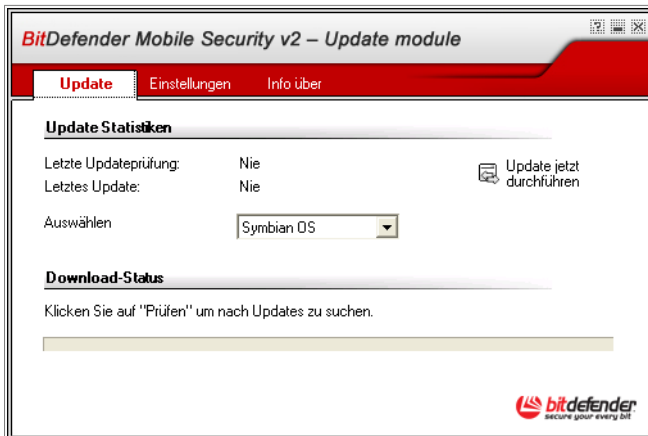 BitDefender Mobile Security v2 – Update module
?
Update Einstellungen Info über
Update Statistiken
Letzte Updateprüfung: Nie
Letztes Update: Nie
Update jetzt
durchführen
Auswählen Symbian OS
Download-Status
Klicken Sie auf "Prüfen" um nach Updates zu suchen.
bitdefender
secure your every bit